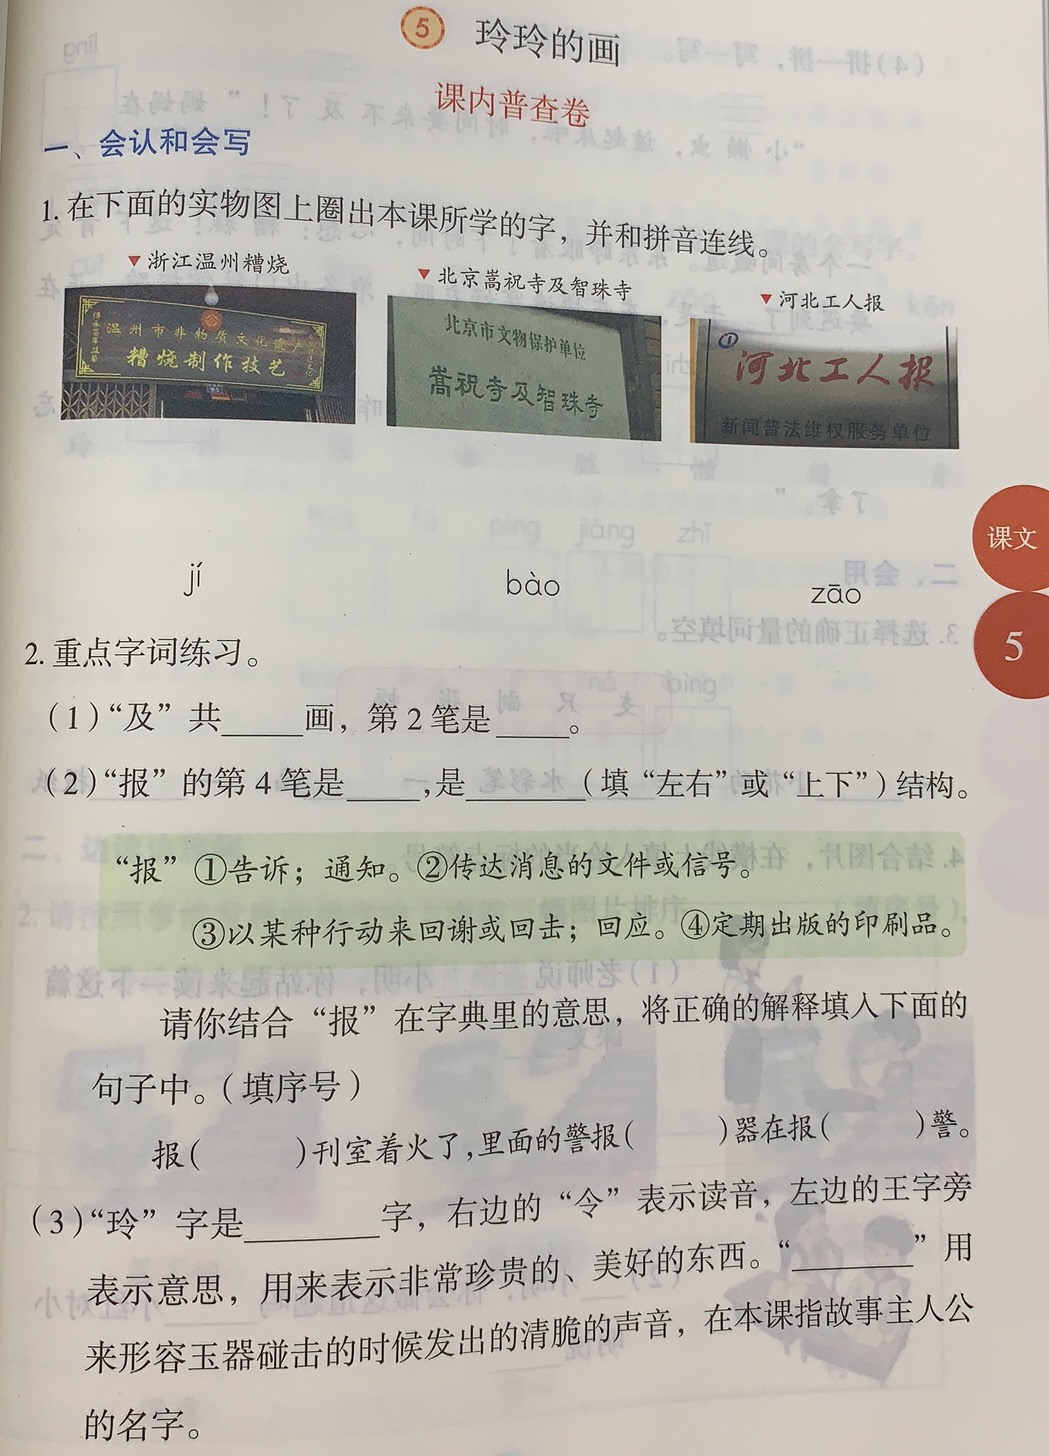 5 玲玲的画
课内普查卷
一、会认和会写
1. 在下面的实物图上圈出本课所学的字，并和拼音连线。
▼浙江温州糟烧
▼北京嵩祝寺及智珠寺
▼河北工人报
温州市非物质文化遗产
糟烧制作技艺
北京市文物保护单位
嵩祝寺及智珠寺
河北工人报
新闻普法维权服务单位
jí bào zāo
课文
5
2. 重点字词练习。
（1）“及”共____画，第2笔是____。
（2）“报”的第4笔是____,是______（填“左右”或“上下”）结构。
“报”①告诉；通知。②传达消息的文件或信号。
③以某种行动来回谢或回击；回应。④定期出版的印刷品。
请你结合“报”在字典里的意思，将正确的解释填入下面的
句子中。（填序号）
报（ ）刊室着火了,里面的警报（ ）器在报（ ）警。
（3）“玲”字是_______字，右边的“令”表示读音，左边的王字旁
表示意思，用来表示非常珍贵的、美好的东西。“______”用
来形容玉器碰击的时候发出的清脆的声音，在本课指故事主人公
的名字。